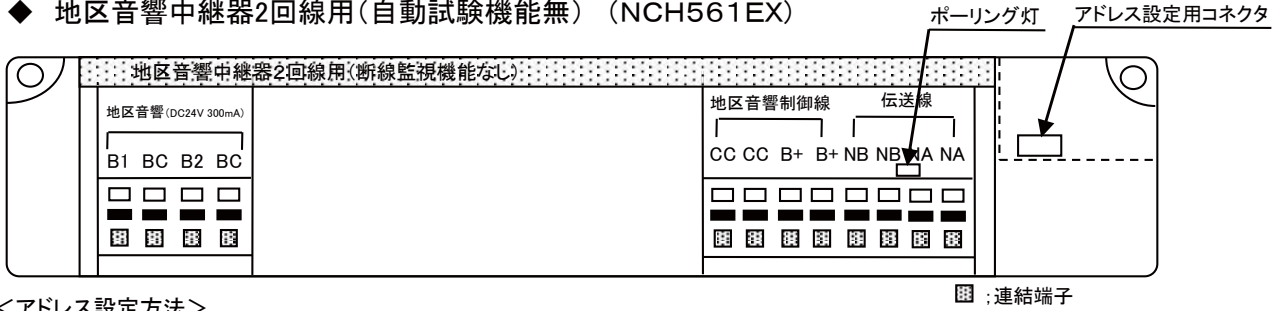 ◆ 地区音響中継器2回線用(自動試験機能無) (NCH561EX)
ポーリング灯 アドレス設定用コネクタ
地区音響中継器2回線用(断線監視機能なし)
地区音響(DC24V 300mA)
地区音響制御線 伝送線
B1 BC B2 BC
CC CC B+ B+ NB NB NA NA
;連結端子
<アドレス設定方法>